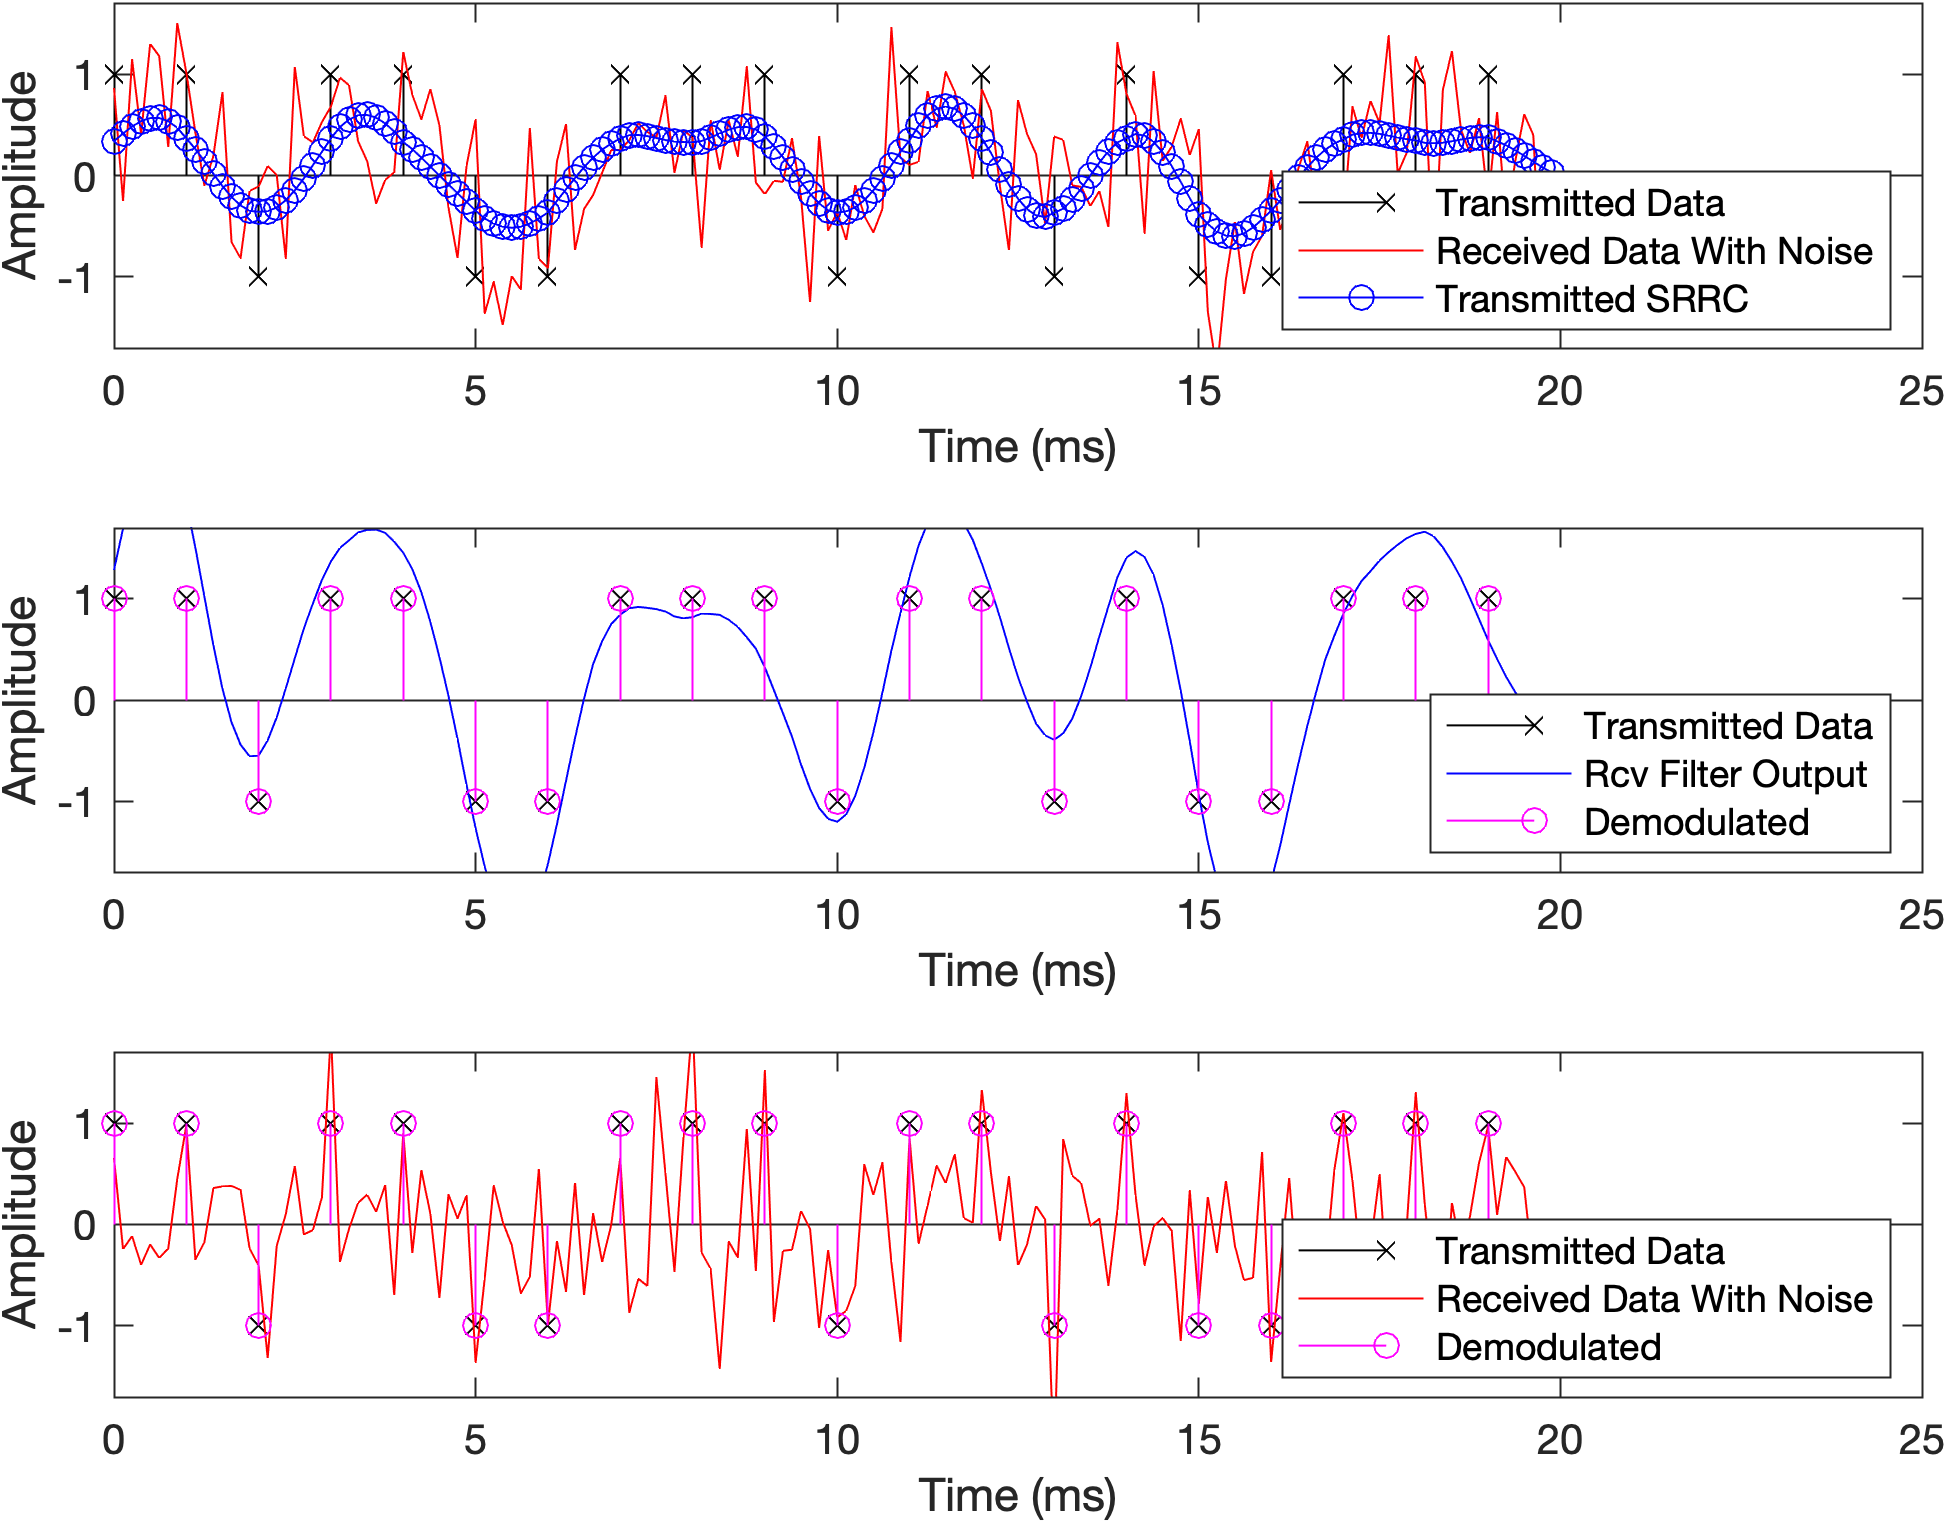 Amplitude
1
0
-1
Transmitted Data
Received Data With Noise
Transmitted SRRC
0 5 10 15 20 25
Time (ms)
Amplitude
1
0
-1
Transmitted Data
Rcv Filter Output
Demodulated
0 5 10 15 20 25
Time (ms)
Amplitude
1
0
-1
Transmitted Data
Received Data With Noise
Demodulated
0 5 10 15 20 25
Time (ms)